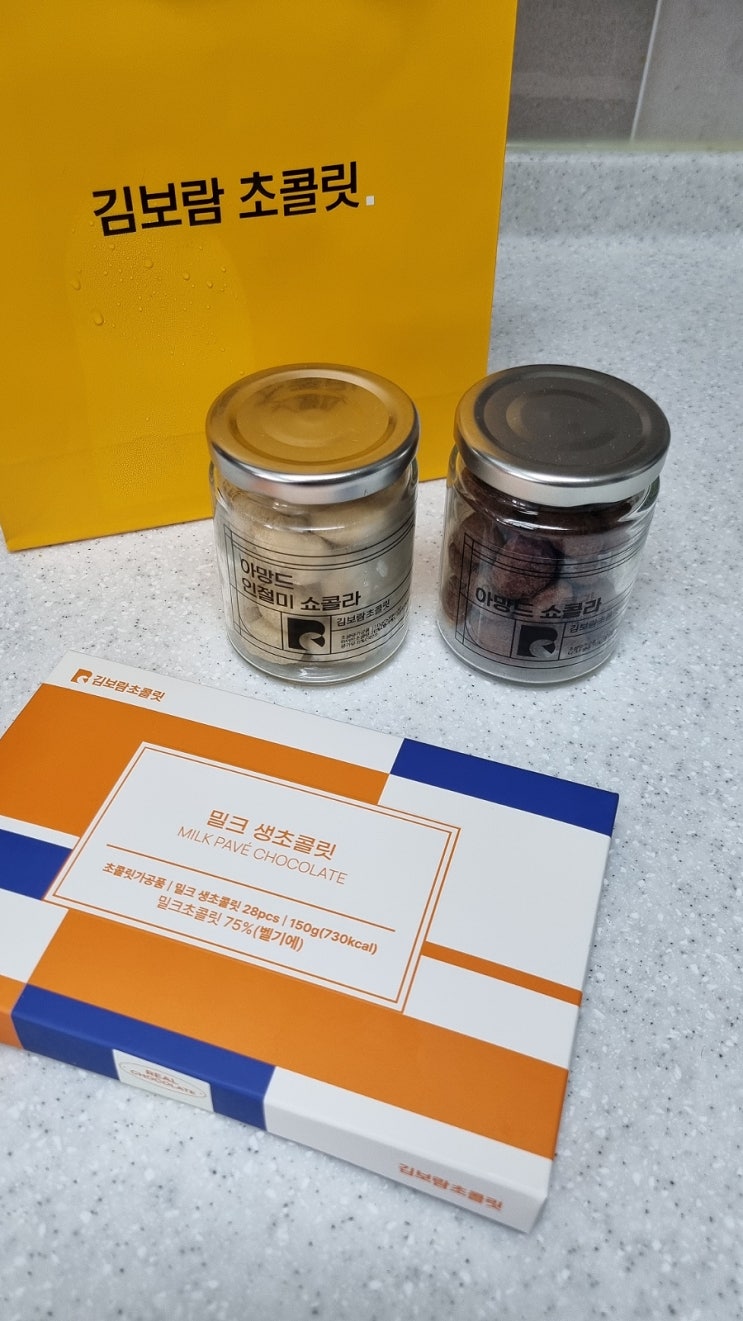 김보람 초콜릿.
아망드
인절미 쇼콜라
김보람초콜릿
아망드 쇼콜라
김보람초콜릿
김보람초콜릿
밀크 생초콜릿
MILK PAVÉ CHOCOLATE
초콜릿가공품 | 밀크 생초콜릿 28pcs | 150g(730kcal)
밀크초콜릿 75%(벨기에)
REAL
CHOCOLATE
김보람초콜릿